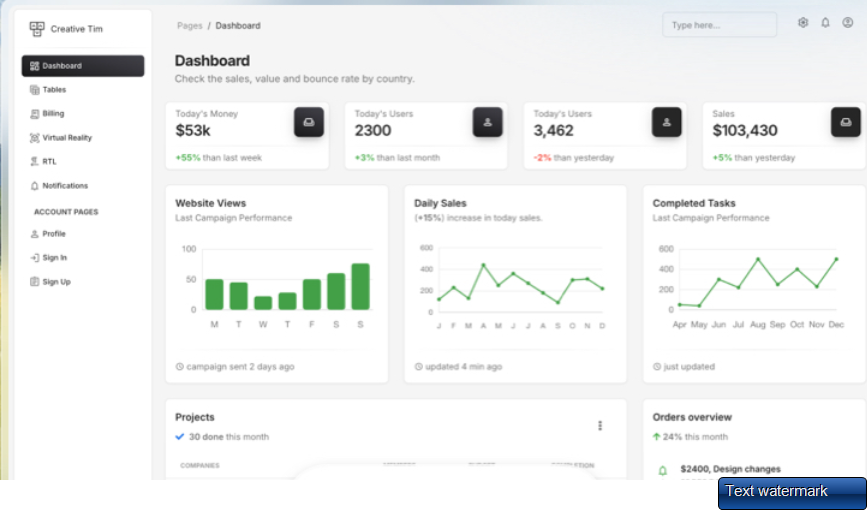 Creative Tim
Dashboard
Tables
Billing
Virtual Reality
RTL
Notifications
ACCOUNT PAGES
Profile
Sign In
Sign Up
Pages / Dashboard
Type here...
Dashboard
Check the sales, value and bounce rate by country.
Today's Money
$53k
+55% than last week
Today's Users
2300
+3% than last month
Today's Users
3,462
-2% than yesterday
Sales
$103,430
+5% than yesterday
Website Views
Last Campaign Performance
100
50
0
M T W T F S S
campaign sent 2 days ago
Daily Sales
(+15%) increase in today sales.
600
400
200
0
J F M A M J J A S O N D
updated 4 min ago
Completed Tasks
Last Campaign Performance
600
400
200
0
Apr May Jun Jul Aug Sep Oct Nov Dec
just updated
Projects
30 done this month
COMPANIES
Orders overview
24% this month
$2400, Design changes
Text watermark